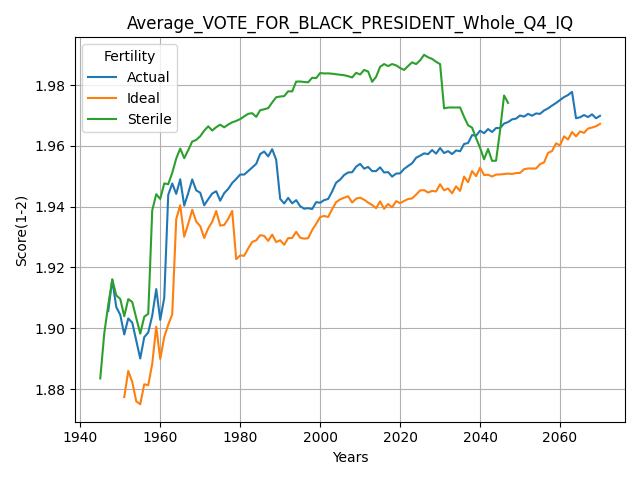 Average_VOTE_FOR_BLACK_PRESIDENT_Whole_Q4_IQ
Fertility
Actual
Ideal
Sterile
Score(1-2)
1.98
1.96
1.94
1.92
1.90
1.88
1940 1960 1980 2000 2020 2040 2060
Years